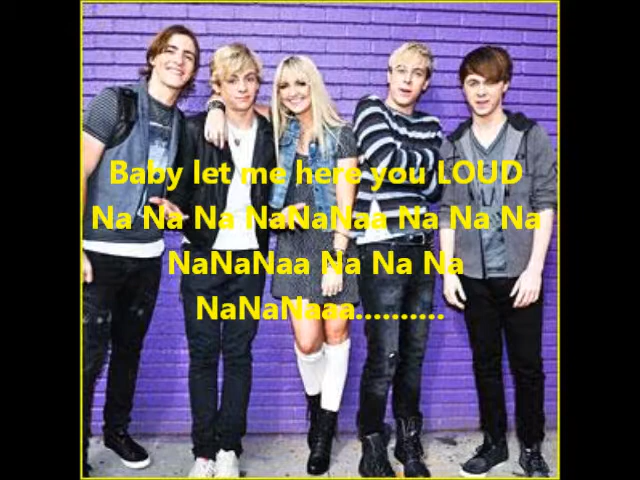 Baby let me here you LOUD
Na Na Na NaNaNaa Na Na Na
NaNaNaa Na Na Na
NaNaNaaa..........